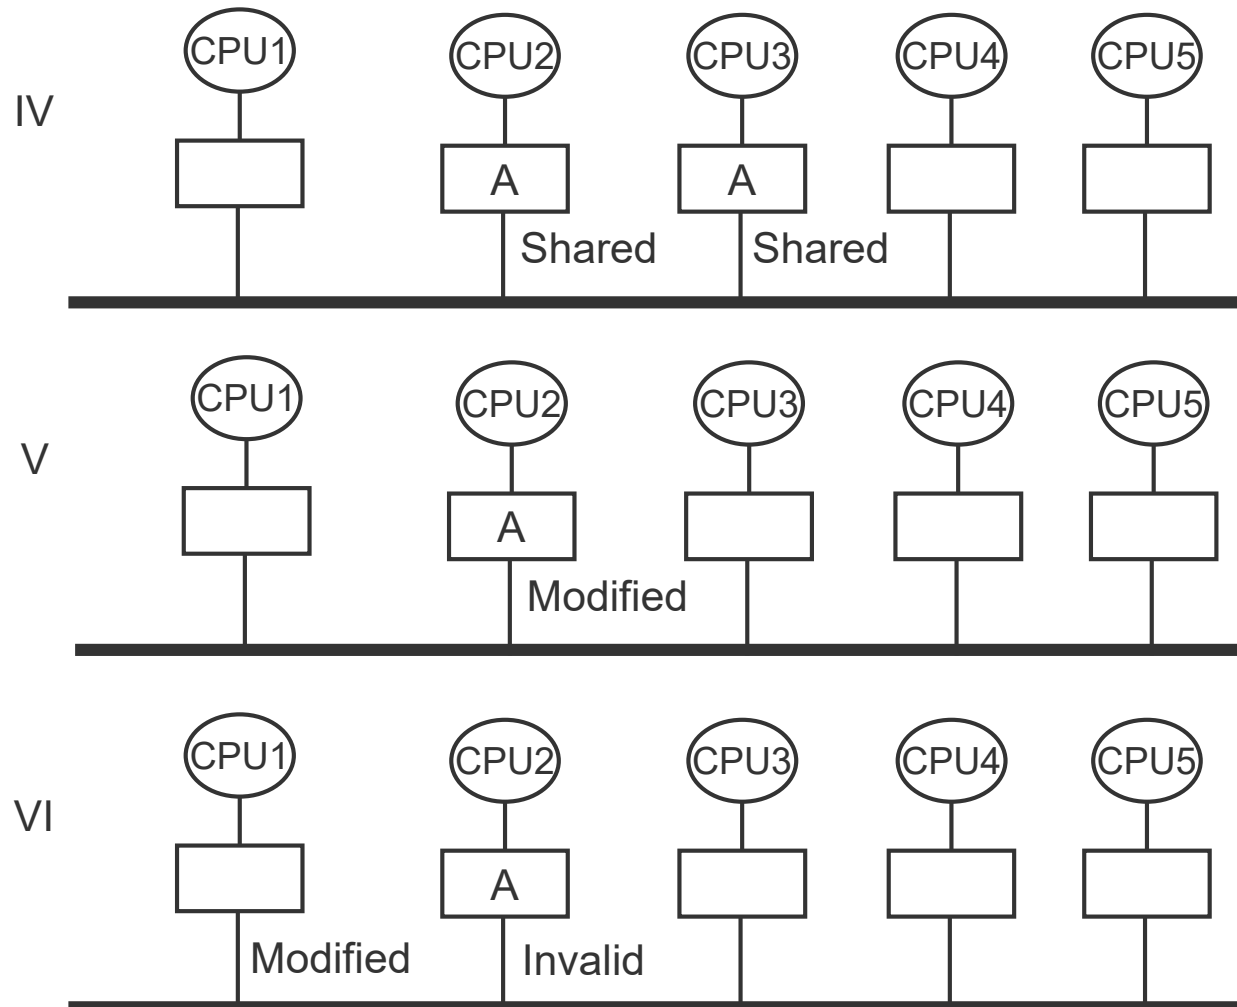 CPU1 CPU2 CPU3 CPU4 CPU5
IV
A A
Shared Shared
CPU1 CPU2 CPU3 CPU4 CPU5
V
A
Modified
CPU1 CPU2 CPU3 CPU4 CPU5
VI
A
Modified Invalid